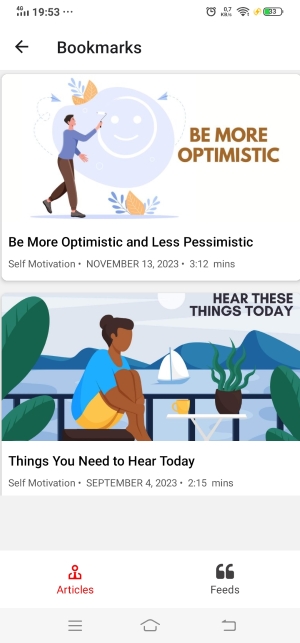 4G 19:53 ··· 0,7 KB/s 33
Bookmarks
BE MORE
OPTIMISTIC
Be More Optimistic and Less Pessimistic
Self Motivation • NOVEMBER 13, 2023 • 3:12 mins
HEAR THESE
THINGS TODAY
Things You Need to Hear Today
Self Motivation • SEPTEMBER 4, 2023 • 2:15 mins
Articles
Feeds